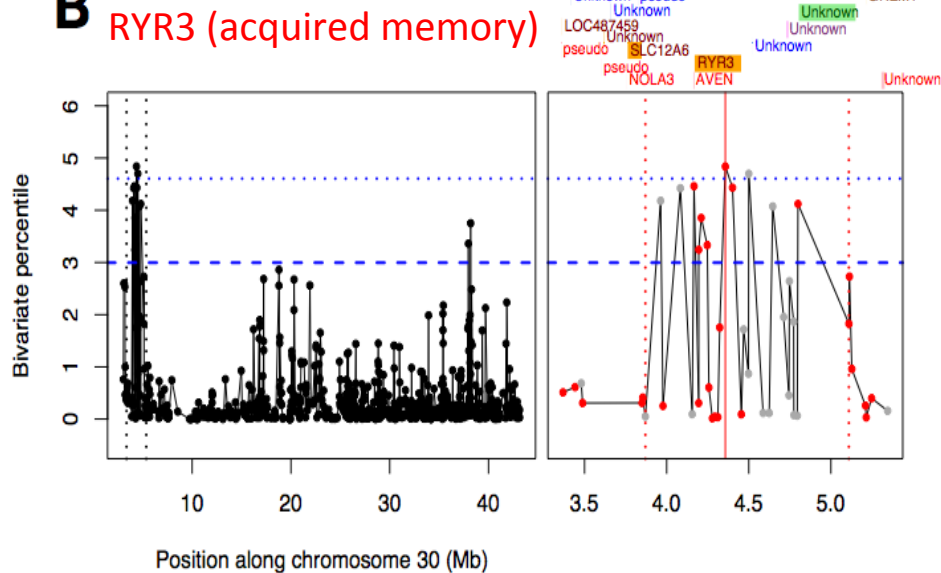 B RYR3 (acquired memory)
Unknown
Unknown
LOC487459
Unknown
Unknown
pseudo
SLC12A6
Unknown
pseudo
RYR3
NOLA3
AVEN
Unknown
6
5
4
3
2
1
0
Bivariate percentile
10 20 30 40
3.5 4.0 4.5 5.0
Position along chromosome 30 (Mb)